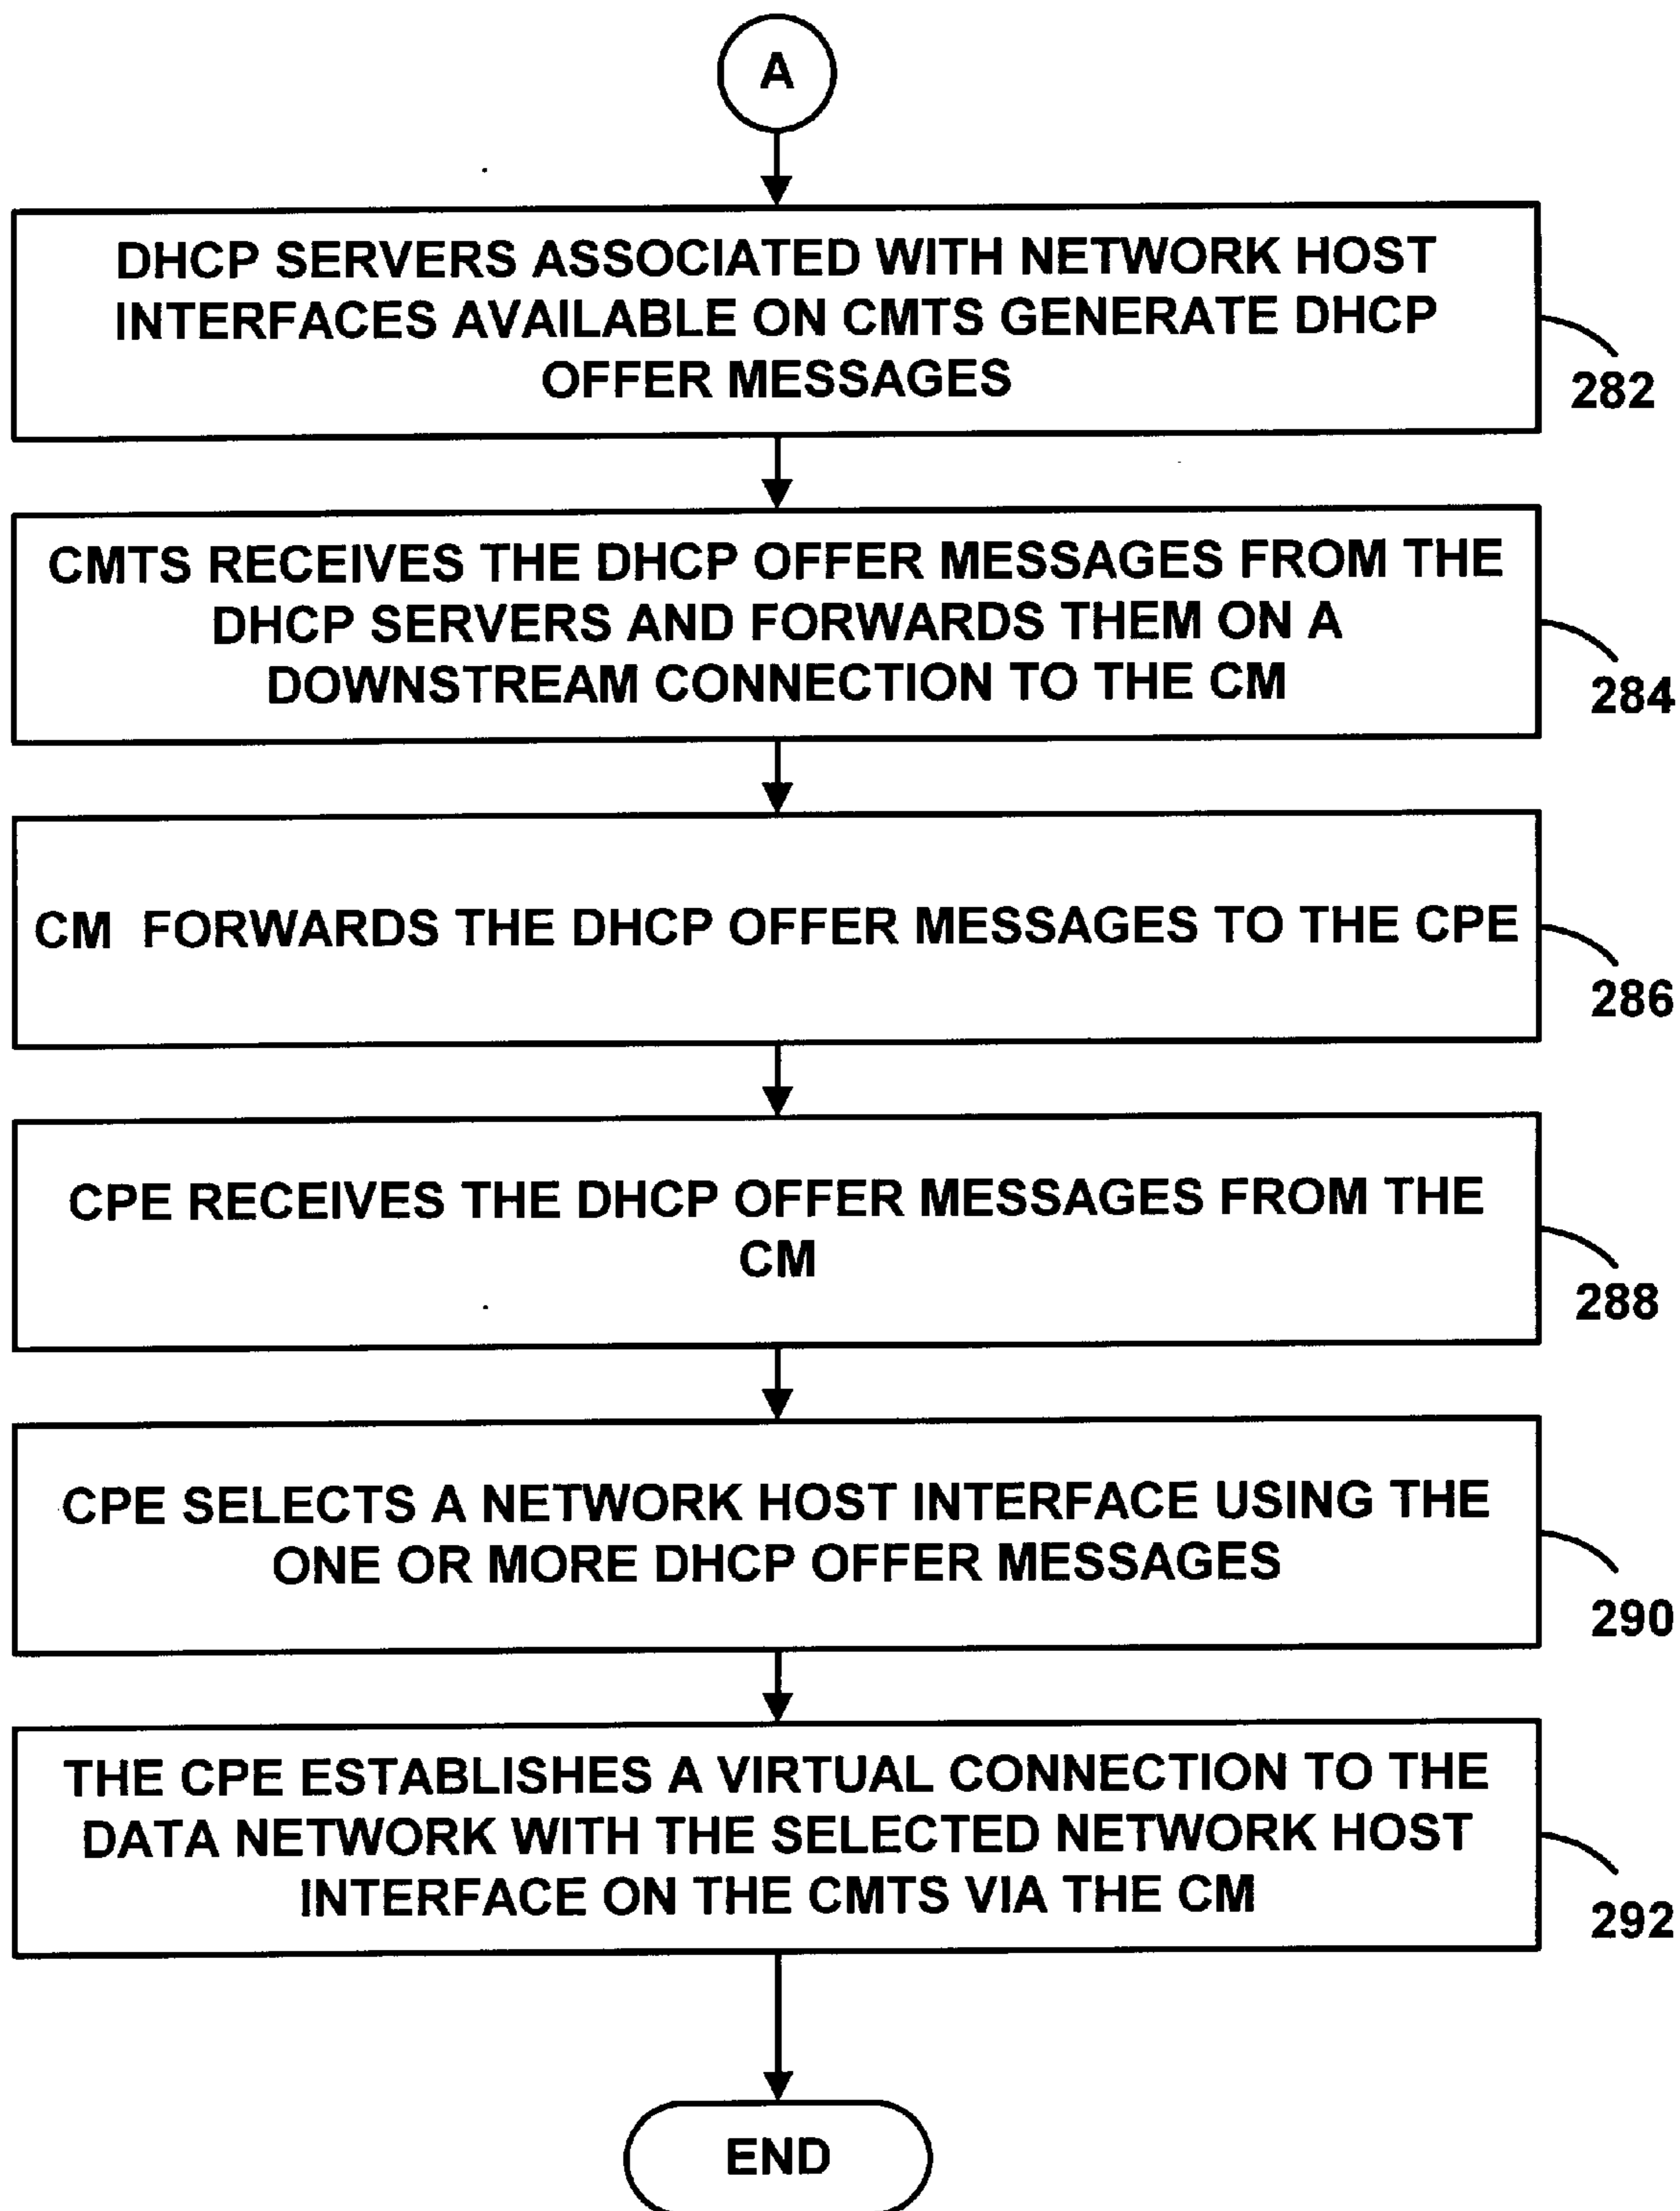 A
DHCP SERVERS ASSOCIATED WITH NETWORK HOST
INTERFACES AVAILABLE ON CMTS GENERATE DHCP
OFFER MESSAGES
282
CMTS RECEIVES THE DHCP OFFER MESSAGES FROM THE
DHCP SERVERS AND FORWARDS THEM ON A
DOWNSTREAM CONNECTION TO THE CM
284
CM FORWARDS THE DHCP OFFER MESSAGES TO THE CPE
286
CPE RECEIVES THE DHCP OFFER MESSAGES FROM THE
CM
288
CPE SELECTS A NETWORK HOST INTERFACE USING THE
ONE OR MORE DHCP OFFER MESSAGES
290
THE CPE ESTABLISHES A VIRTUAL CONNECTION TO THE
DATA NETWORK WITH THE SELECTED NETWORK HOST
INTERFACE ON THE CMTS VIA THE CM
292
END